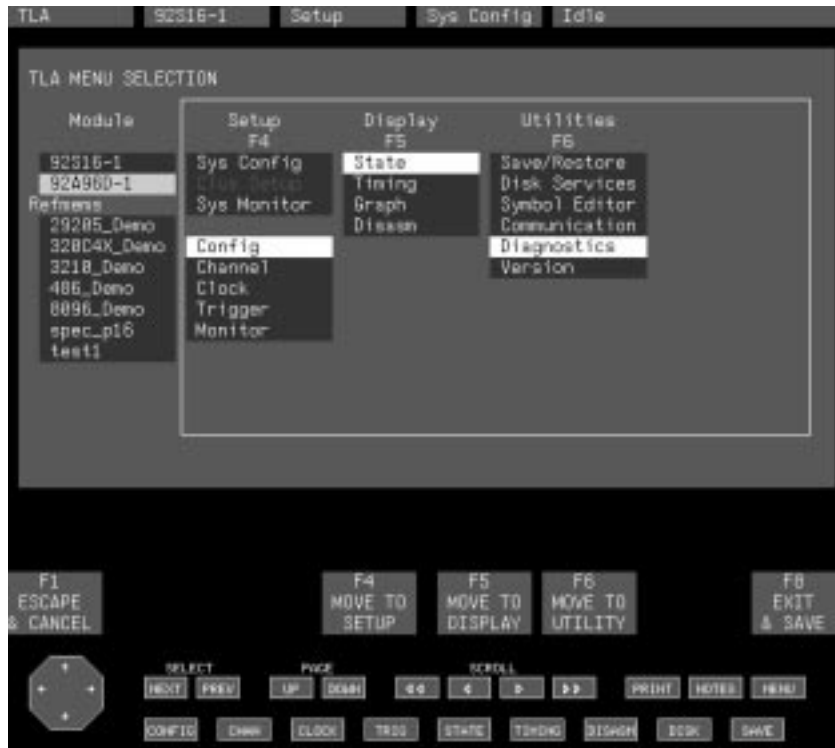 TLA 92S16-1 Setup Sys Config Idle
TLA MENU SELECTION
Module Setup Display Utilities
F4 F5 F6
92S16-1 Sys Config State Save/Restore
92A96D-1 Timing Disk Services
Refmems Sys Monitor Graph Symbol Editor
29205_Demo Disasm Communication
320C4X_Demo Config Diagnostics
3210_Demo Channel Version
486_Demo Clock
8096_Demo Trigger
spec_p16 Monitor
test1
F1 F4 F5 F6 F8
ESCAPE MOVE TO MOVE TO MOVE TO EXIT
& CANCEL SETUP DISPLAY UTILITY & SAVE
SELECT PAGE SCROLL
NEXT PREV UP DOWN PRINT NOTES MENU
CONFIG CHAN CLOCK TRIG STATE TIMING DISASM DISK SAVE